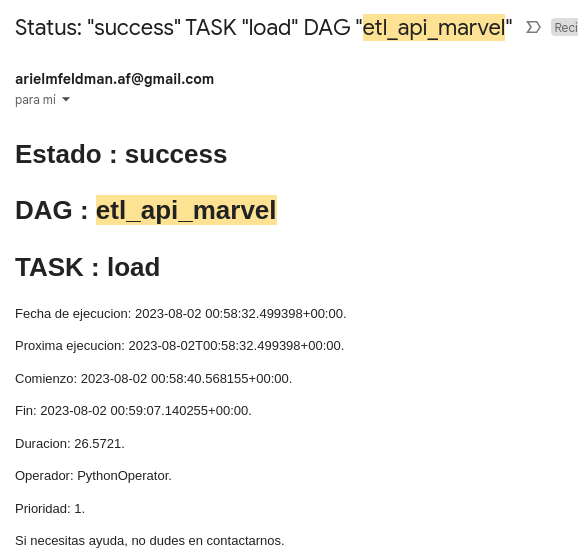 Status: "success" TASK "load" DAG "etl_api_marvel"
Reci
arielmfeldman.af@gmail.com
para mí
Estado : success
DAG : etl_api_marvel
TASK : load
Fecha de ejecucion: 2023-08-02 00:58:32.499398+00:00.
Proxima ejecucion: 2023-08-02T00:58:32.499398+00:00.
Comienzo: 2023-08-02 00:58:40.568155+00:00.
Fin: 2023-08-02 00:59:07.140255+00:00.
Duracion: 26.5721.
Operador: PythonOperator.
Prioridad: 1.
Si necesitas ayuda, no dudes en contactarnos.